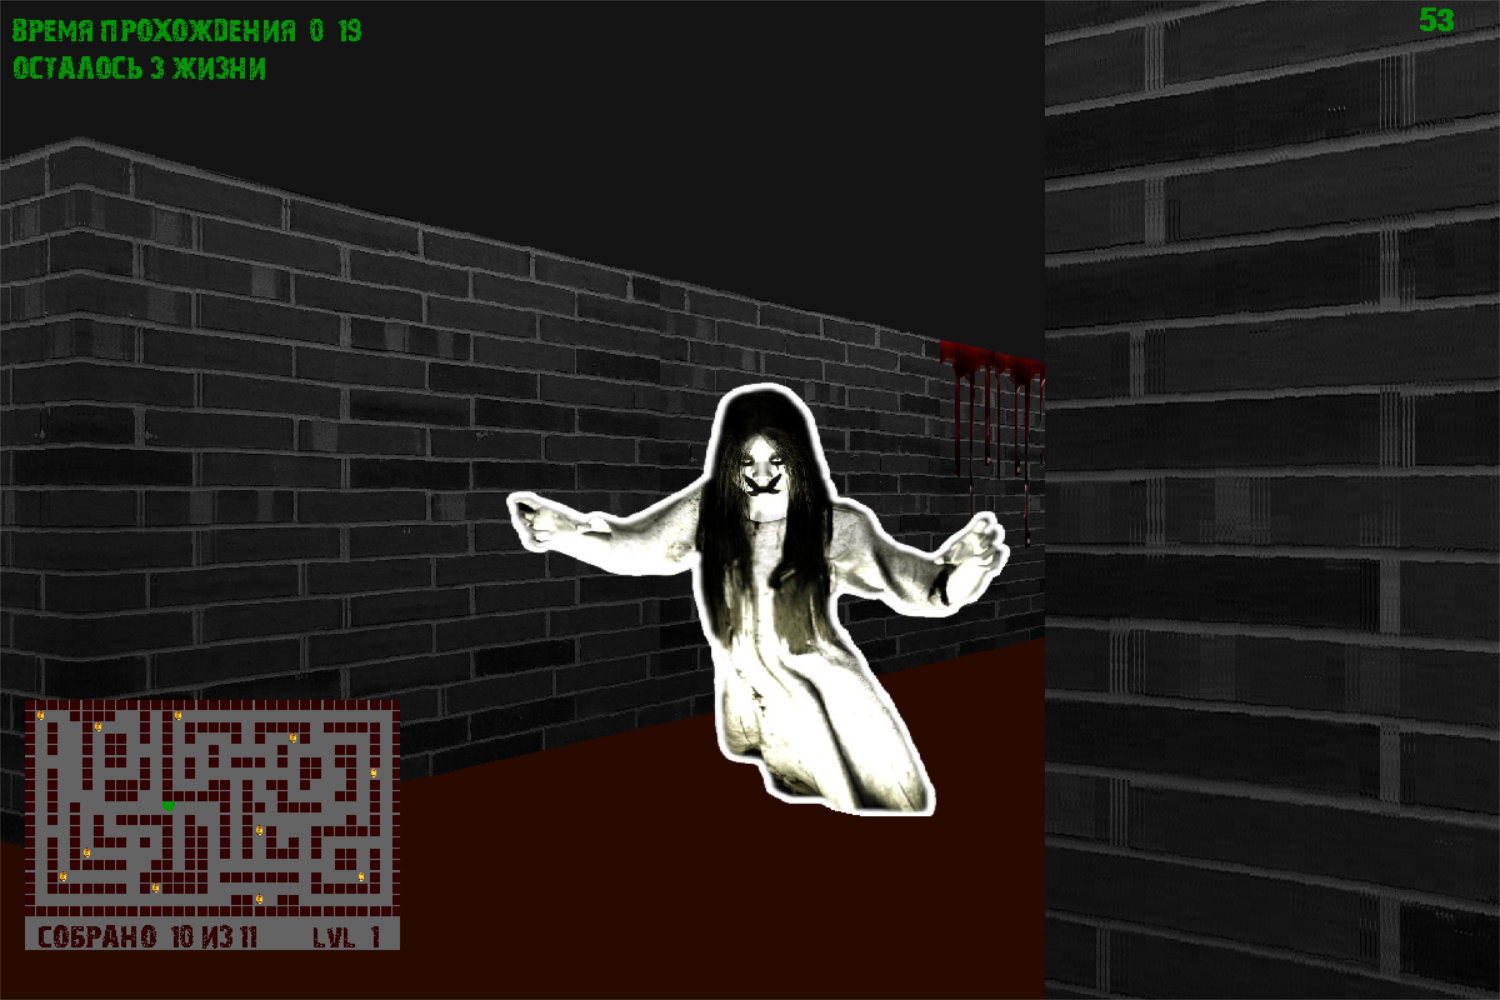 ВРЕМЯ ПРОХОЖДЕНИЯ 0 19
53
ОСТАЛОСЬ 3 ЖИЗНИ
СОБРАНО 10 ИЗ 11 LVL 1